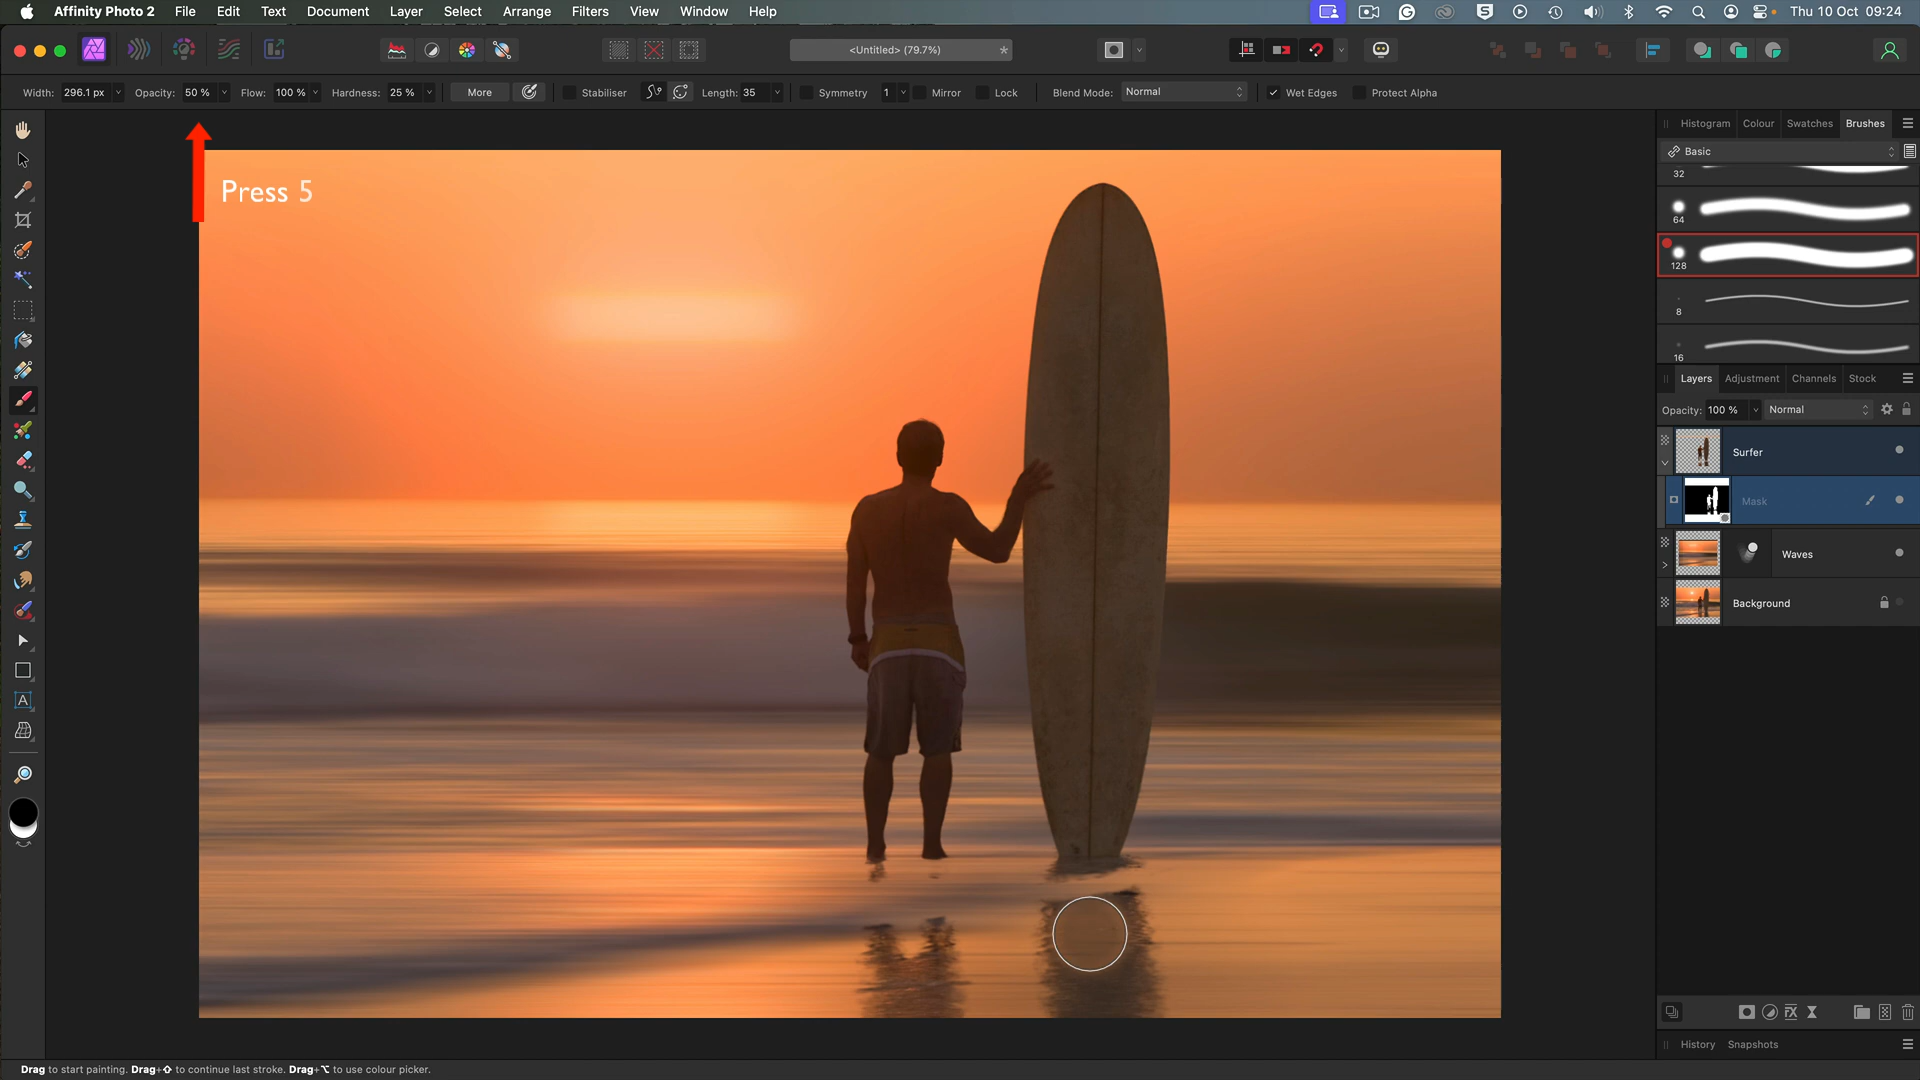 Affinity Photo 2 File Edit Text Document Layer Select Arrange Filters View Window Help Thu 10 Oct 09:24
<Untitled> (79.7%)
Width: 296.1 px Opacity: 50 % Flow: 100 % Hardness: 25 % More Stabiliser Length: 35 Symmetry 1 Mirror Lock Blend Mode: Normal Wet Edges Protect Alpha
Press 5
Histogram Colour Swatches Brushes
Basic
32
64
128
8
16
Layers Adjustment Channels Stock
Opacity: 100 % Normal
Surfer
Mask
Waves
Background
History Snapshots
Drag to start painting. Drag+⇧ to continue last stroke. Drag+⌥ to use colour picker.